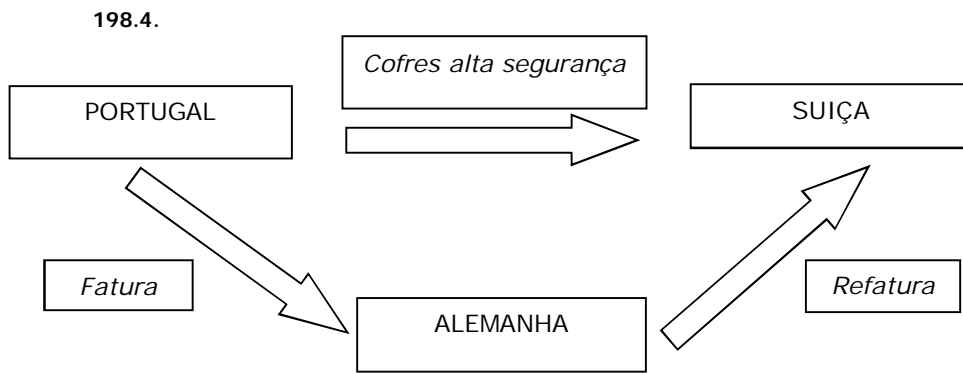 198.4.
Cofres alta segurança
PORTUGAL
SUIÇA
Fatura
Refatura
ALEMANHA